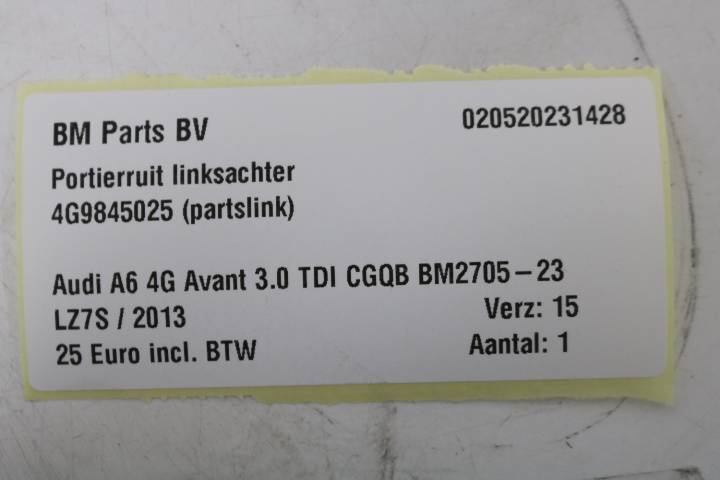 BM Parts BV 020520231428
Portierruit linksachter
4G9845025 (partslink)
Audi A6 4G Avant 3.0 TDI CGQB BM2705-23
LZ7S / 2013 Verz: 15
25 Euro incl. BTW Aantal: 1